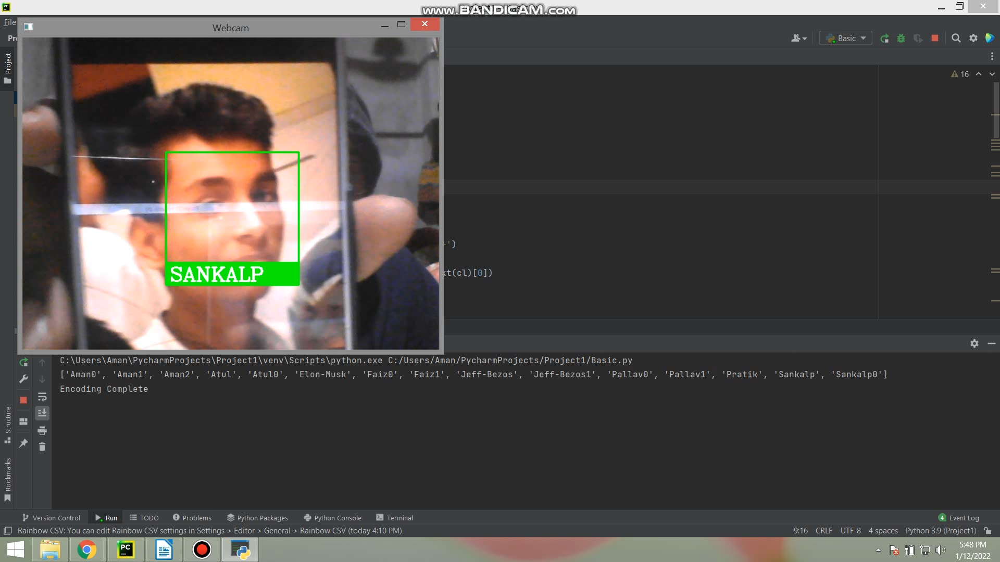 www.BANDICAM.com
File
Webcam
Pro
Basic
Project
16
')
xt(cl)[0])
SANKALP
C:\Users\Aman\PycharmProjects\Project1\venv\Scripts\python.exe C:/Users/Aman/PycharmProjects/Project1/Basic.py
['Aman0', 'Aman1', 'Aman2', 'Atul', 'Atul0', 'Elon-Musk', 'Faiz0', 'Faiz1', 'Jeff-Bezos', 'Jeff-Bezos1', 'Pallav0', 'Pallav1', 'Pratik', 'Sankalp', 'Sankalp0']
Encoding Complete
Structure
Bookmarks
Version Control
Run
TODO
Problems
Python Packages
Python Console
Terminal
4 Event Log
Rainbow CSV: You can edit Rainbow CSV settings in Settings > Editor > General > Rainbow CSV (today 4:10 PM)
9:16 CRLF UTF-8 4 spaces Python 3.9 (Project1)
PC
5:48 PM
1/12/2022